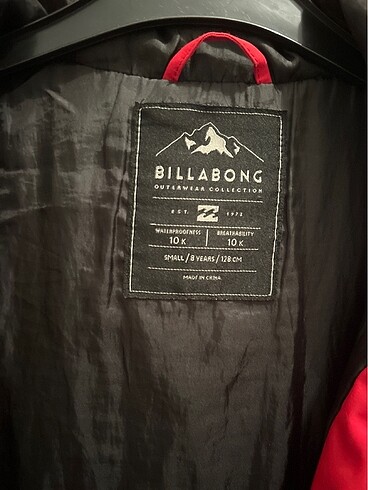 BILLABONG
OUTERWEAR COLLECTION
EST. 1973
WATERPROOFNESS BREATHABILITY
10 K 10 K
SMALL / 8 YEARS / 128 CM
MADE IN CHINA